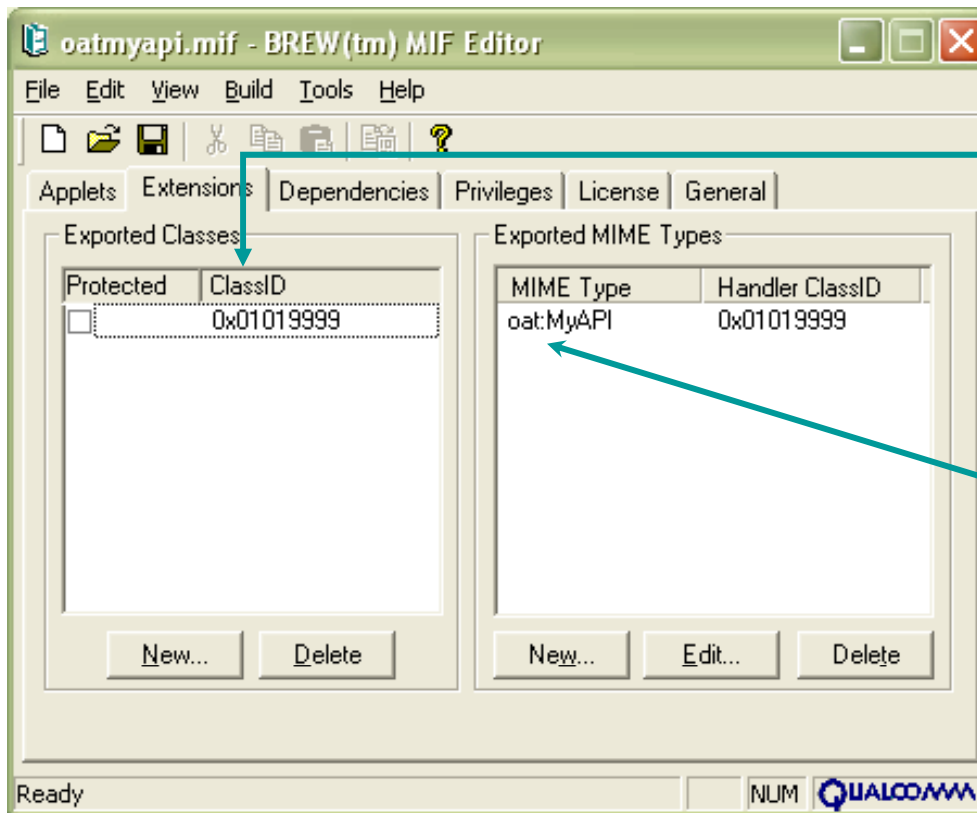 oatmyapi.mif - BREW(tm) MIF Editor
File Edit View Build Tools Help
Applets Extensions Dependencies Privileges License General
Exported Classes
Protected ClassID
0x01019999
New... Delete
Exported MIME Types
MIME Type Handler ClassID
oat:MyAPI 0x01019999
New... Edit... Delete
Ready NUM QUALCOMM